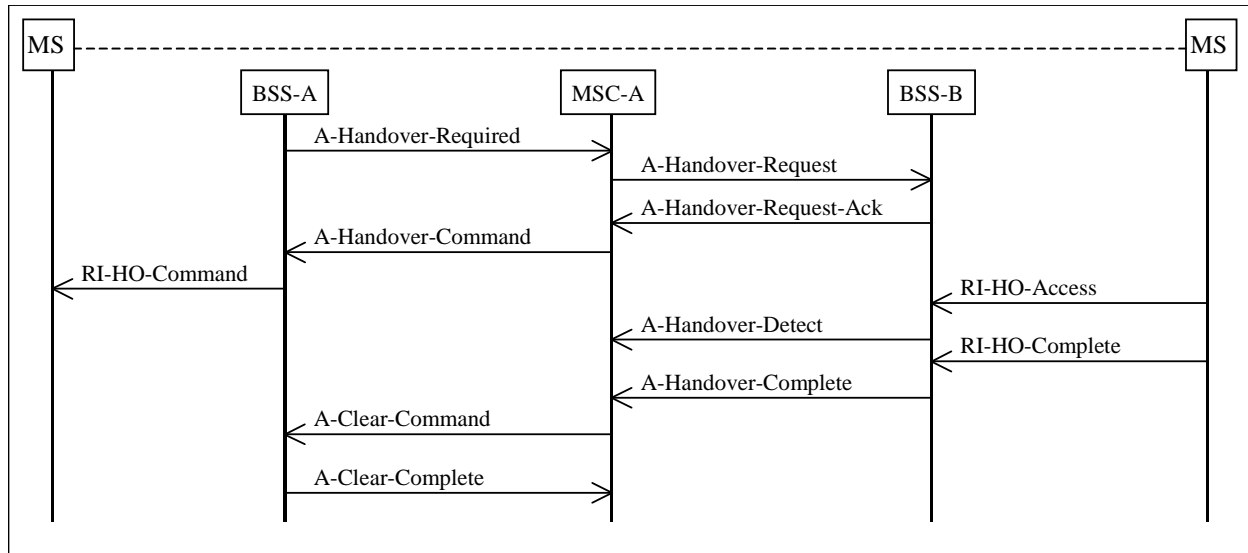 MS
MS
BSS-A
MSC-A
BSS-B
A-Handover-Required
A-Handover-Request
A-Handover-Request-Ack
A-Handover-Command
RI-HO-Command
RI-HO-Access
A-Handover-Detect
RI-HO-Complete
A-Handover-Complete
A-Clear-Command
A-Clear-Complete